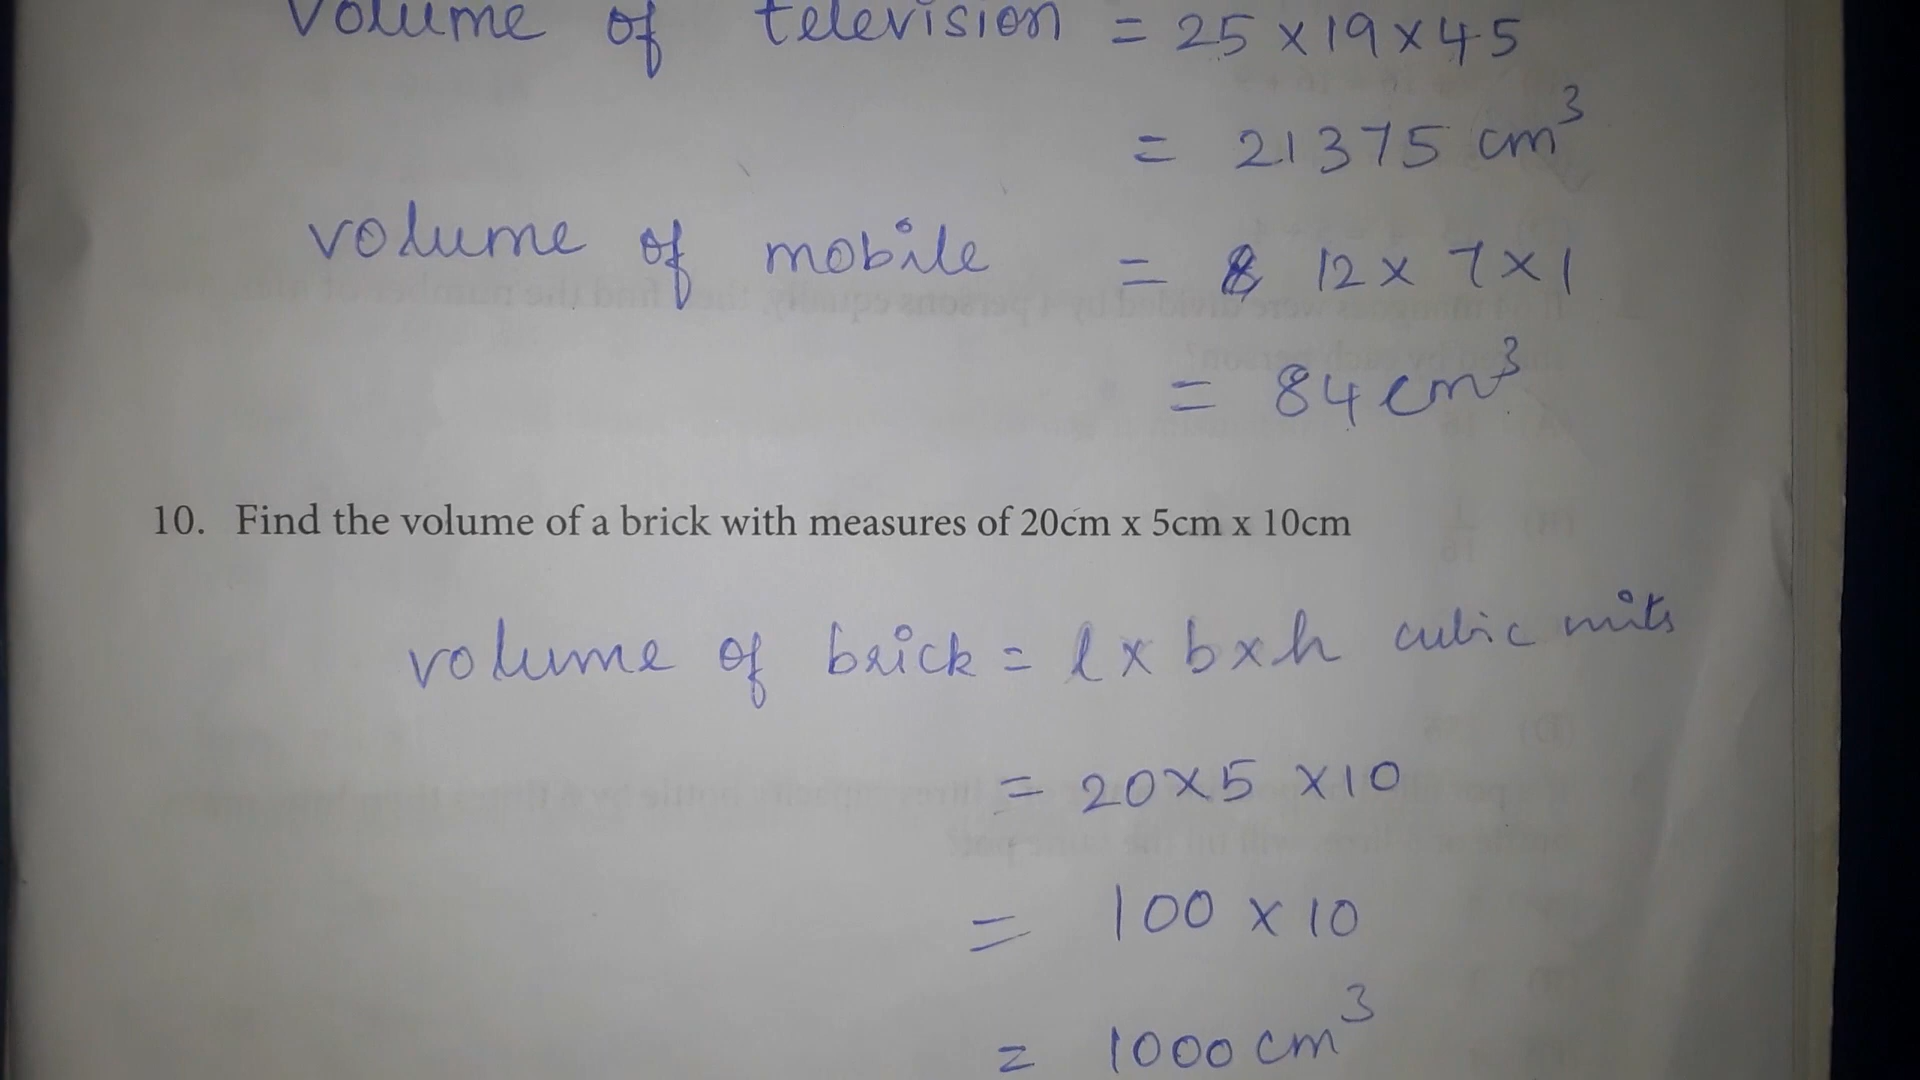 Volume of television = 25 x 19 x 45
= 21375 cm³
volume of mobile = 12 x 7 x 1
= 84 cm³
10. Find the volume of a brick with measures of 20cm x 5cm x 10cm
volume of brick = l x b x h cubic units
= 20 x 5 x 10
= 100 x 10
= 1000 cm³